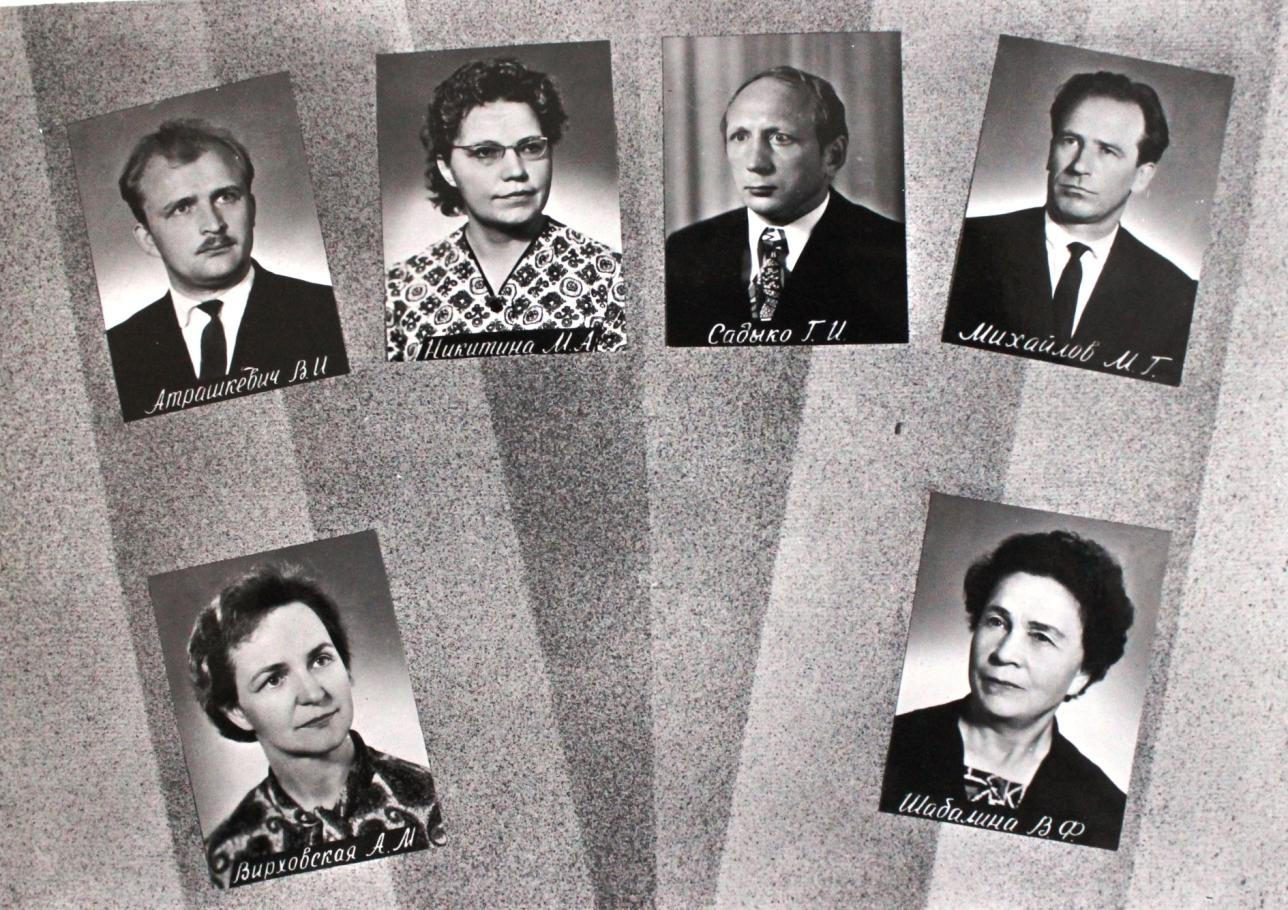 Атрашкевич В.И
Никитина М.А.
Садыко Г.И.
Михайлов М.Г.
Вирховская А.М
Шабалина В.Ф.